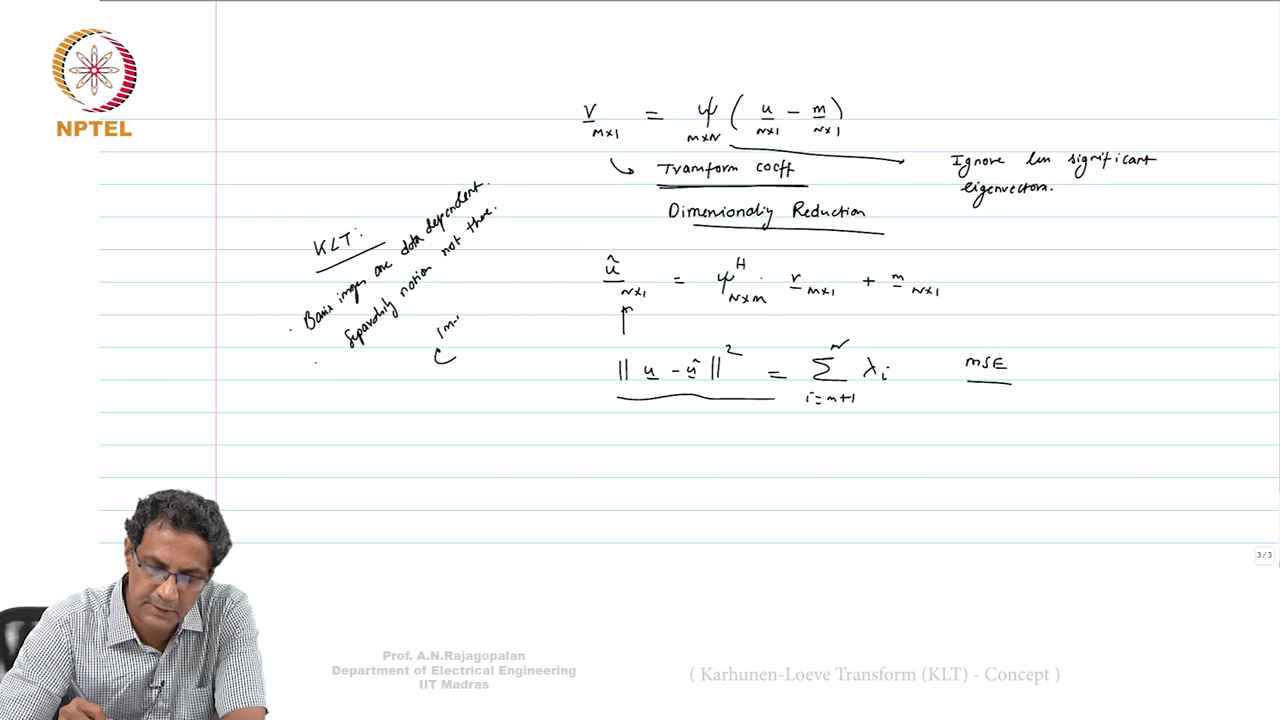 NPTEL
V = ψ ( u - m )
m×1 m×N N×1 N×1
Transform coeff
Ignore less significant
eigenvectors.
Dimensionality Reduction
KLT:
. Basis images are data dependent.
. Separability notion not there.
û = ψ^H . v + m
N×1 N×m m×1 N×1
|| u - û ||² = Σ λi MSE
N
i=m+1
3 / 3
Prof. A.N.Rajagopalan
Department of Electrical Engineering
IIT Madras
( Karhunen-Loeve Transform (KLT) - Concept )